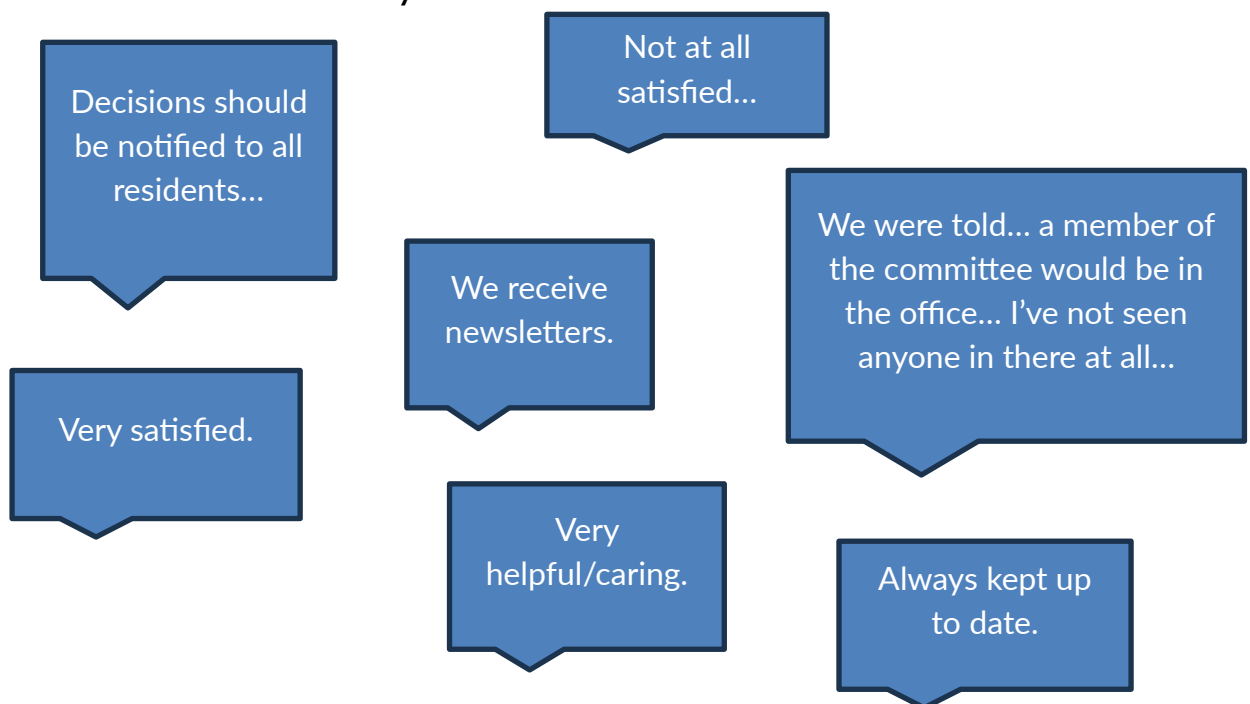 Decisions should
be notified to all
residents…
Not at all
satisfied…
We were told… a member of
the committee would be in
the office… I’ve not seen
anyone in there at all…
We receive
newsletters.
Very satisfied.
Very
helpful/caring.
Always kept up
to date.